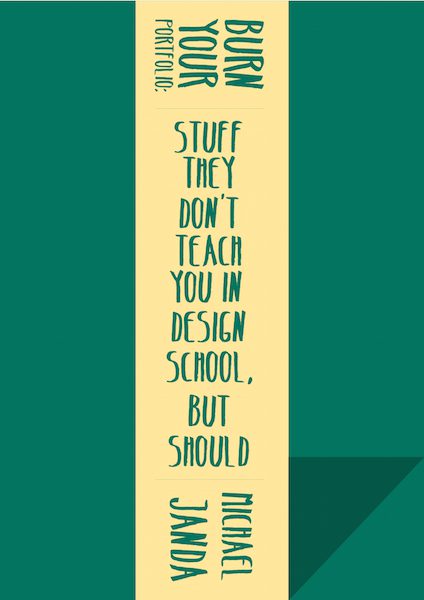 BURN
YOUR
PORTFOLIO:
STUFF
THEY
DON'T
TEACH
YOU IN
DESIGN
SCHOOL,
BUT
SHOULD
MICHAEL
JANDA